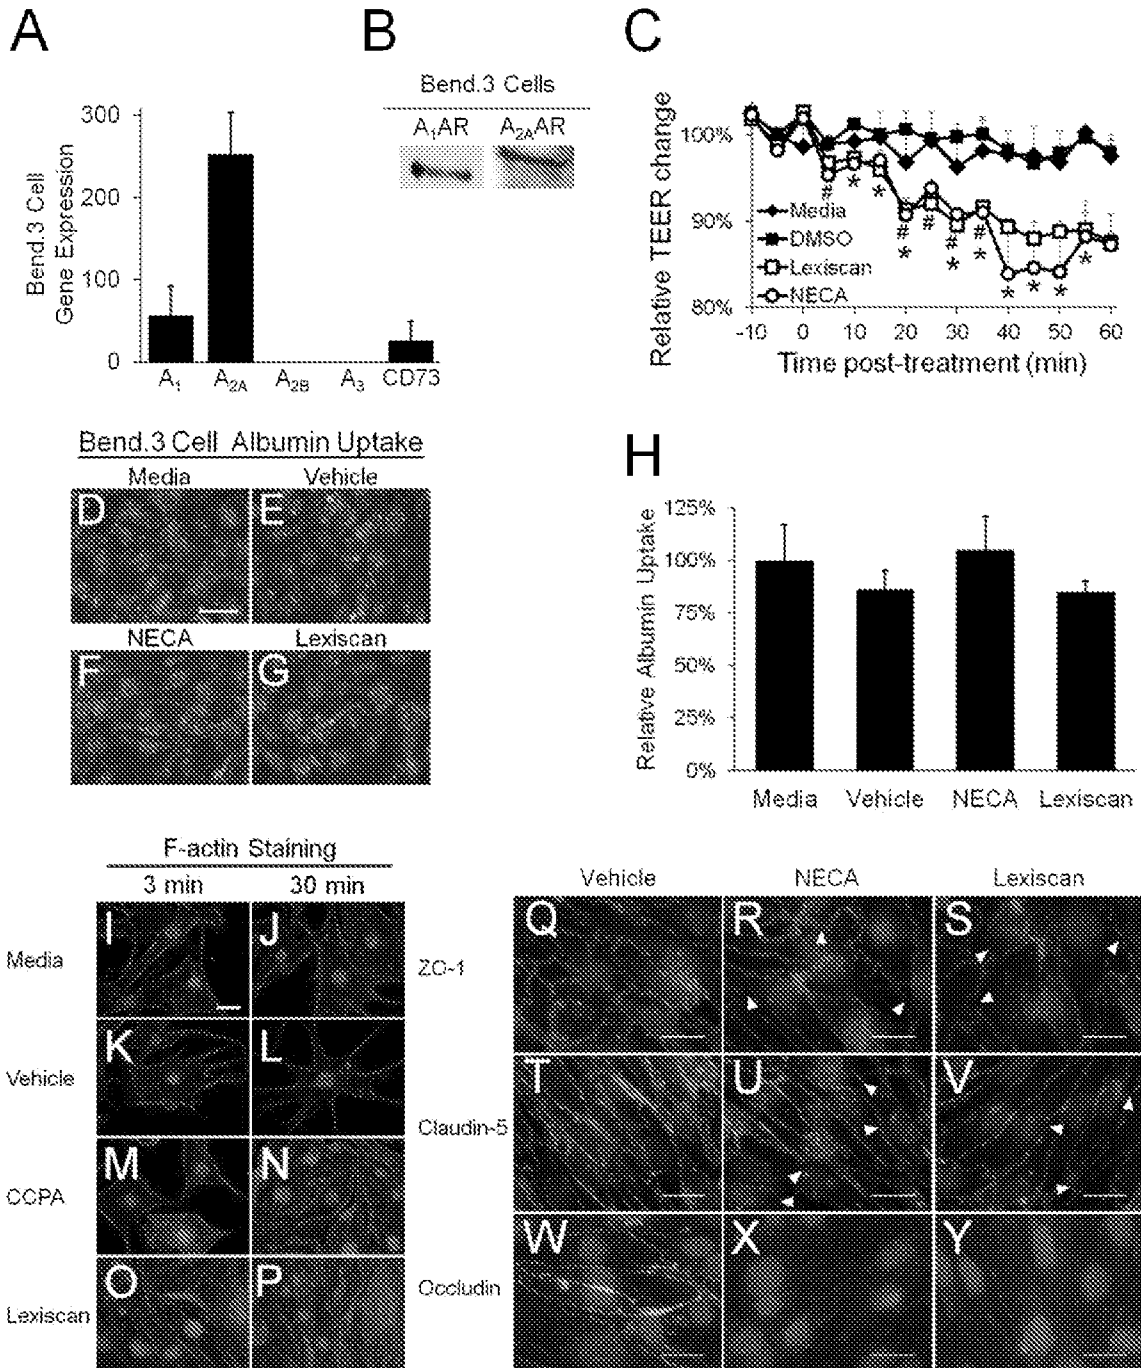 A
Bend.3 Cell
Gene Expression
300
200
100
0
A1 A2A A2B A3 CD73
B
Bend.3 Cells
A1AR A2AAR
C
Relative TEER change
100%
90%
80%
Media
DMSO
Lexiscan
NECA
# * * # * # # * # * * * * *
-10 0 10 20 30 40 50 60
Time post-treatment (min)
Bend.3 Cell Albumin Uptake
Media Vehicle
D E
NECA Lexiscan
F G
H
Relative Albumin Uptake
125%
100%
75%
50%
25%
0%
Media Vehicle NECA Lexiscan
F-actin Staining
3 min 30 min
Media
I J
Vehicle
K L
CCPA
M N
Lexiscan
O P
Vehicle NECA Lexiscan
ZO-1
Q R S
Claudin-5
T U V
Occludin
W X Y